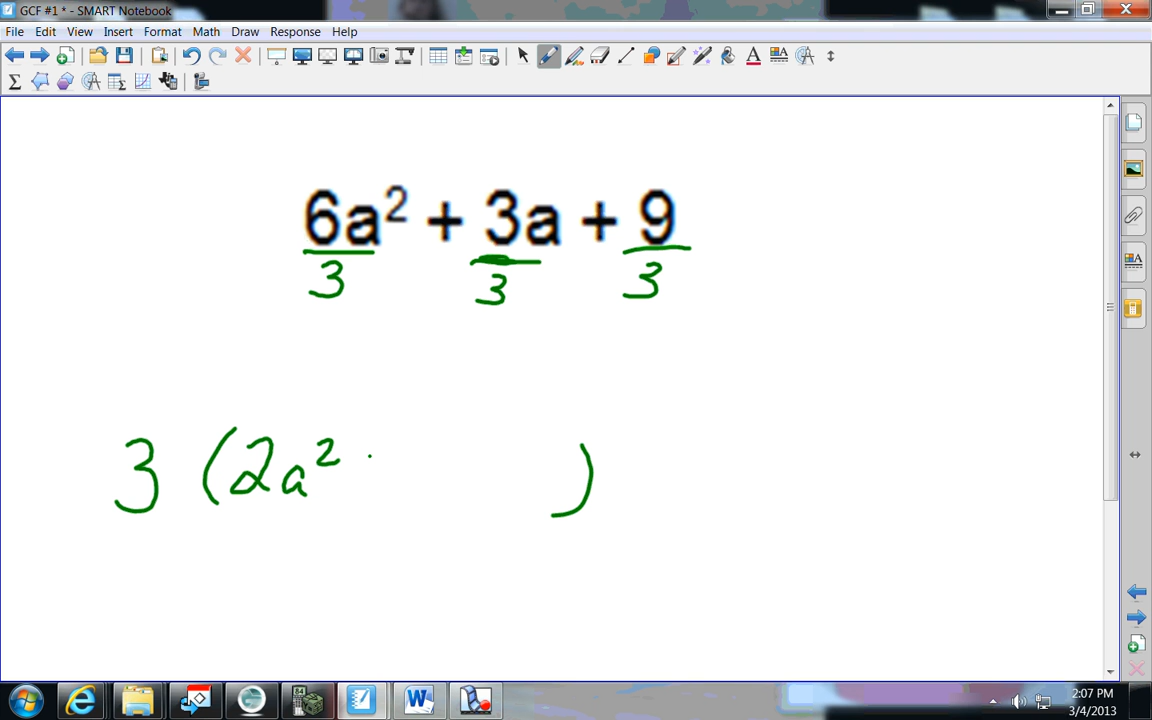 GCF #1 * - SMART Notebook
File Edit View Insert Format Math Draw Response Help
6a² + 3a + 9
3 3 3
3 (2a² )
2:07 PM
3/4/2013